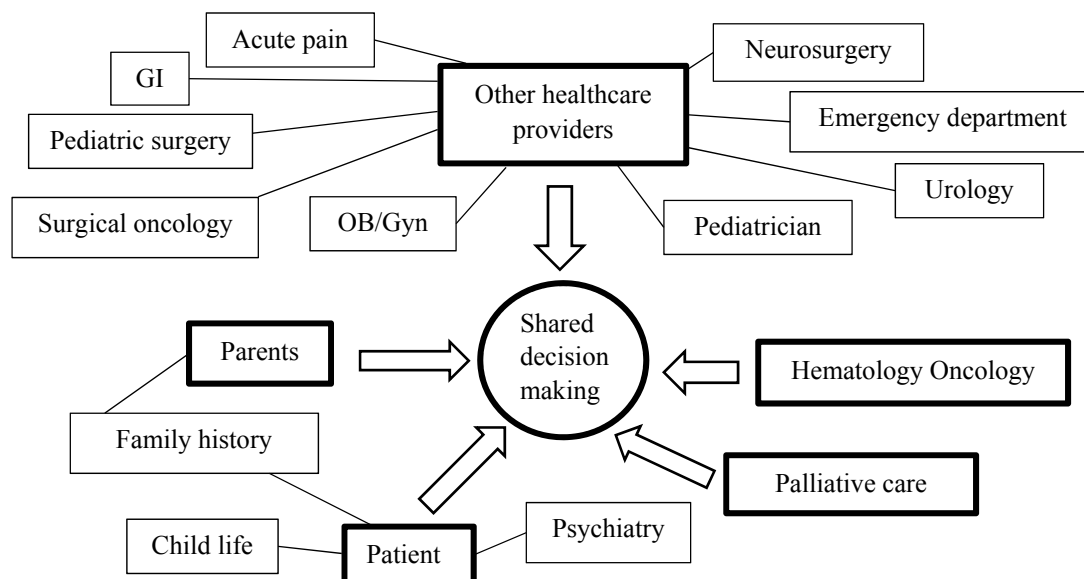 Acute pain
Neurosurgery
GI
Other healthcare
providers
Emergency department
Pediatric surgery
Urology
Surgical oncology
OB/Gyn
Pediatrician
Shared
decision
making
Parents
Hematology Oncology
Family history
Palliative care
Psychiatry
Child life
Patient